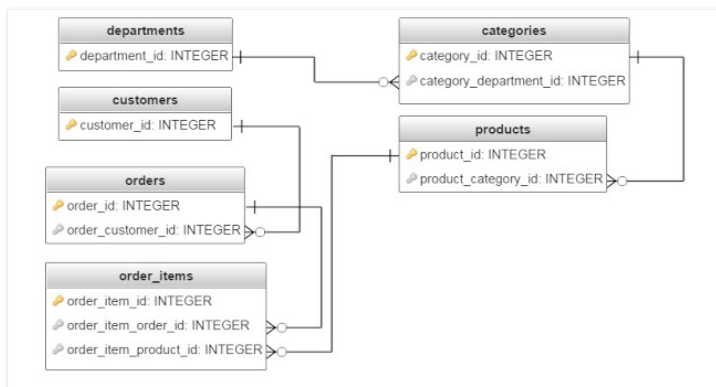 departments
department_id: INTEGER
categories
category_id: INTEGER
category_department_id: INTEGER
customers
customer_id: INTEGER
products
product_id: INTEGER
product_category_id: INTEGER
orders
order_id: INTEGER
order_customer_id: INTEGER
order_items
order_item_id: INTEGER
order_item_order_id: INTEGER
order_item_product_id: INTEGER